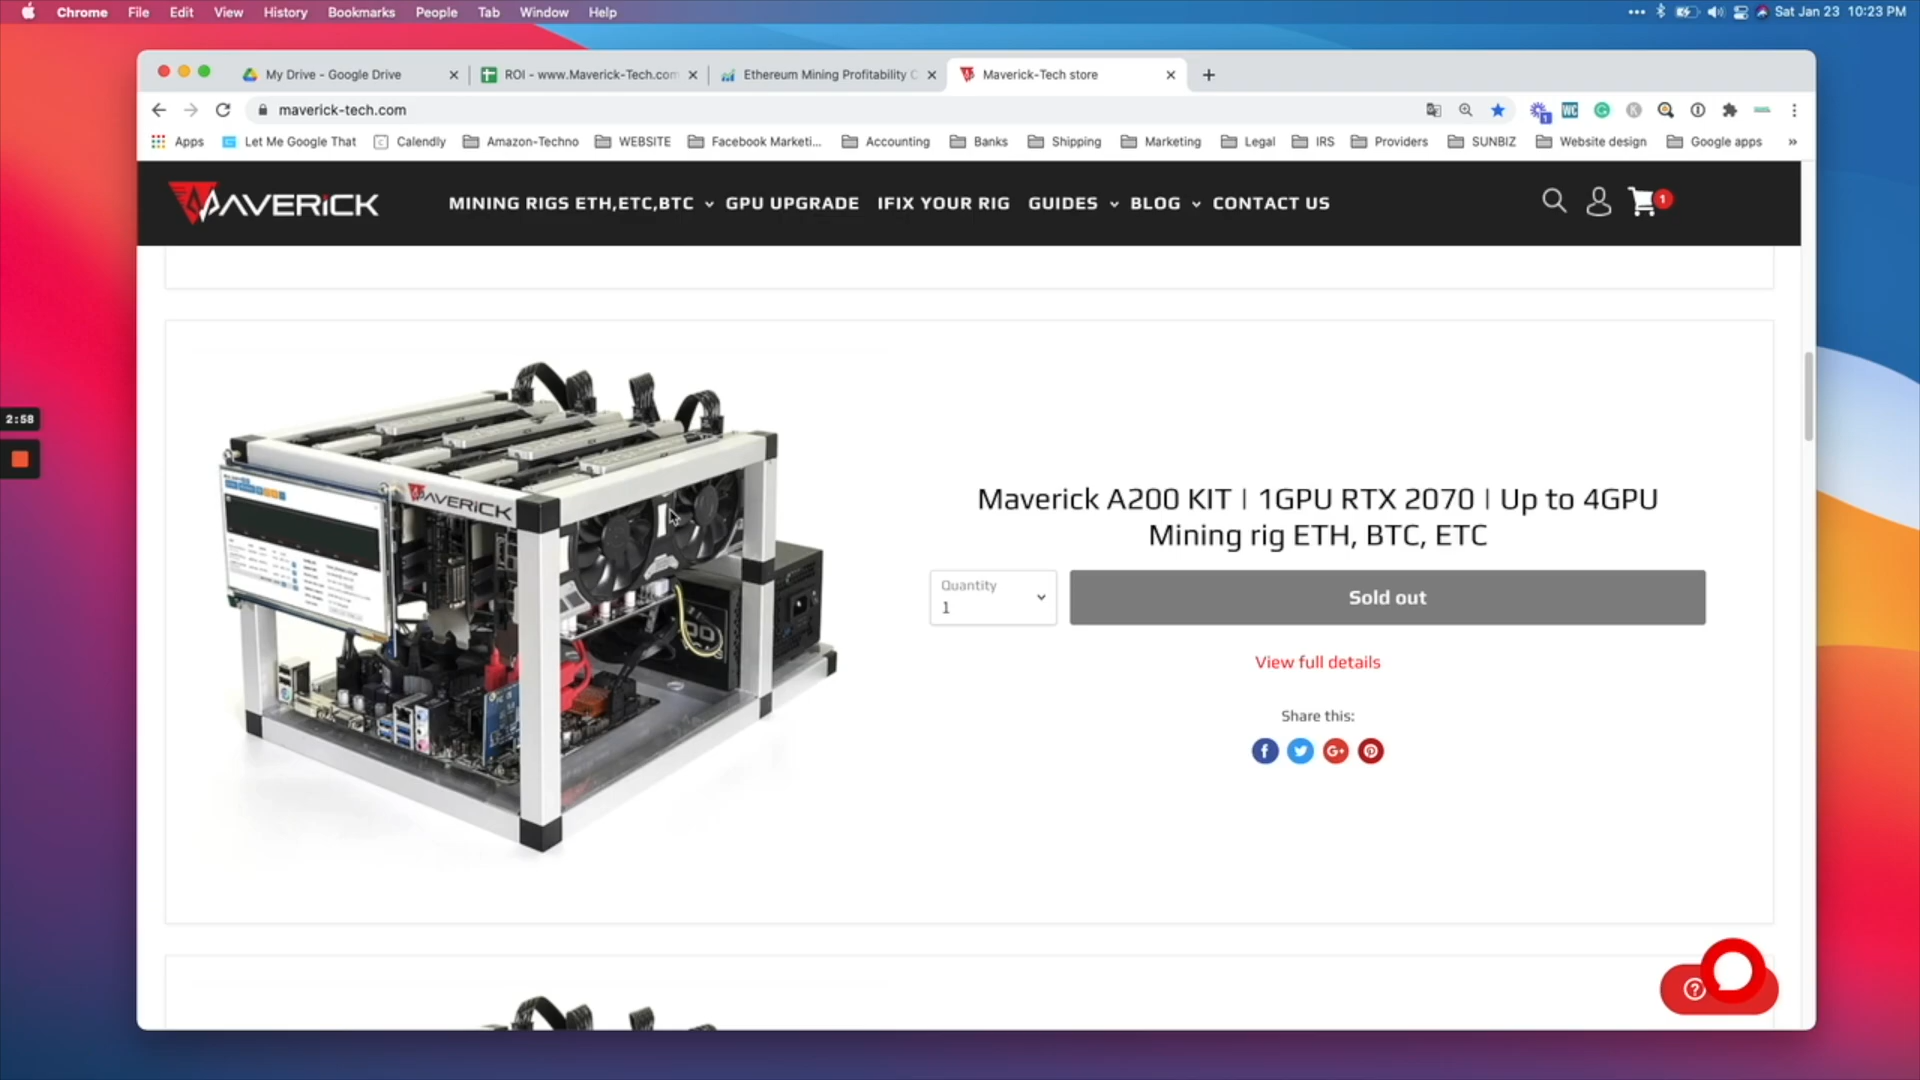 Chrome File Edit View History Bookmarks People Tab Window Help
Sat Jan 23 10:23 PM
My Drive - Google Drive
ROI - www.Maverick-Tech.com
Ethereum Mining Profitability C
Maverick-Tech store
maverick-tech.com
Apps
Let Me Google That
Calendly
Amazon-Techno
WEBSITE
Facebook Marketi...
Accounting
Banks
Shipping
Marketing
Legal
IRS
Providers
SUNBIZ
Website design
Google apps
»
MAVERICK
MINING RIGS ETH,ETC,BTC
GPU UPGRADE
IFIX YOUR RIG
GUIDES
BLOG
CONTACT US
1
2:58
MAVERICK
Maverick A200 KIT | 1GPU RTX 2070 | Up to 4GPU
Mining rig ETH, BTC, ETC
Quantity
1
Sold out
View full details
Share this: